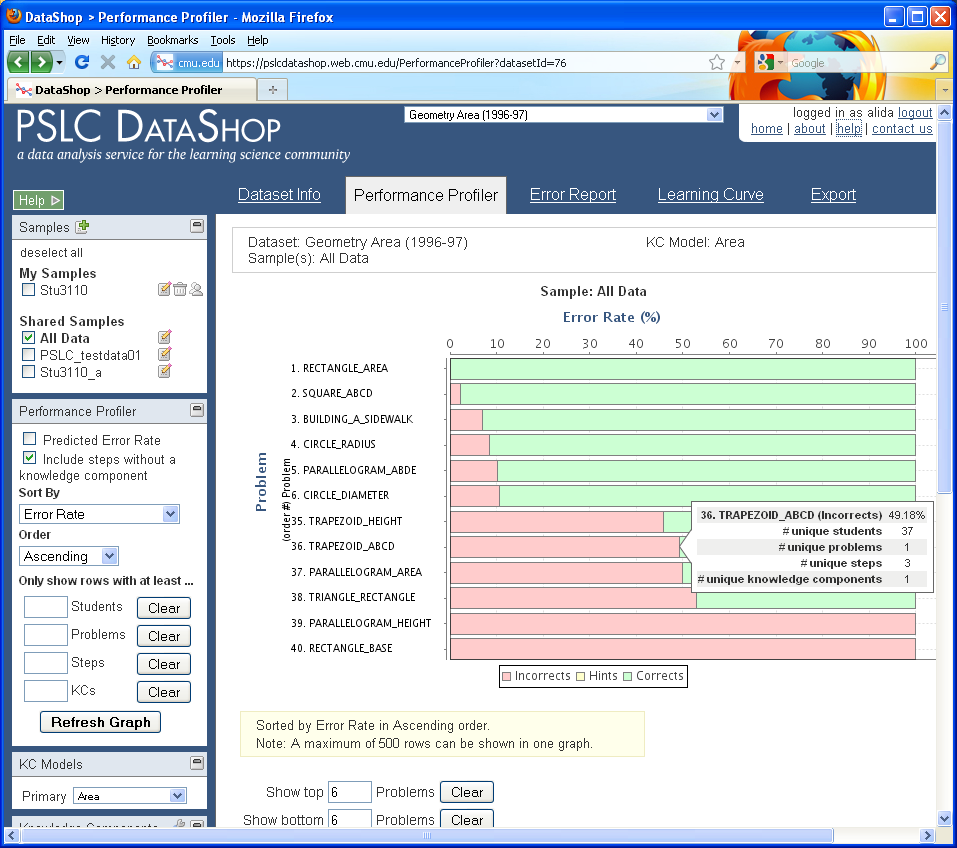 DataShop > Performance Profiler - Mozilla Firefox
File Edit View History Bookmarks Tools Help
cmu.edu https://pslcdatashop.web.cmu.edu/PerformanceProfiler?datasetId=76 Google
DataShop > Performance Profiler
PSLC DATASHOP
a data analysis service for the learning science community
Geometry Area (1996-97)
logged in as alida logout
home | about | help | contact us
Help
Dataset Info Performance Profiler Error Report Learning Curve Export
Samples
deselect all
My Samples
Stu3110
Shared Samples
All Data
PSLC_testdata01
Stu3110_a
Performance Profiler
Predicted Error Rate
Include steps without a
knowledge component
Sort By
Error Rate
Order
Ascending
Only show rows with at least ...
Students Clear
Problems Clear
Steps Clear
KCs Clear
Refresh Graph
KC Models
Primary Area
Knowledge Components
Dataset: Geometry Area (1996-97) KC Model: Area
Sample(s): All Data
Sample: All Data
Error Rate (%)
0 10 20 30 40 50 60 70 80 90 100
Problem
(order #) Problem
1. RECTANGLE_AREA
2. SQUARE_ABCD
3. BUILDING_A_SIDEWALK
4. CIRCLE_RADIUS
5. PARALLELOGRAM_ABDE
6. CIRCLE_DIAMETER
35. TRAPEZOID_HEIGHT
36. TRAPEZOID_ABCD
37. PARALLELOGRAM_AREA
38. TRIANGLE_RECTANGLE
39. PARALLELOGRAM_HEIGHT
40. RECTANGLE_BASE
36. TRAPEZOID_ABCD (Incorrects) 49.18%
# unique students 37
# unique problems 1
# unique steps 3
# unique knowledge components 1
Incorrects Hints Corrects
Sorted by Error Rate in Ascending order.
Note: A maximum of 500 rows can be shown in one graph.
Show top 6 Problems Clear
Show bottom 6 Problems Clear